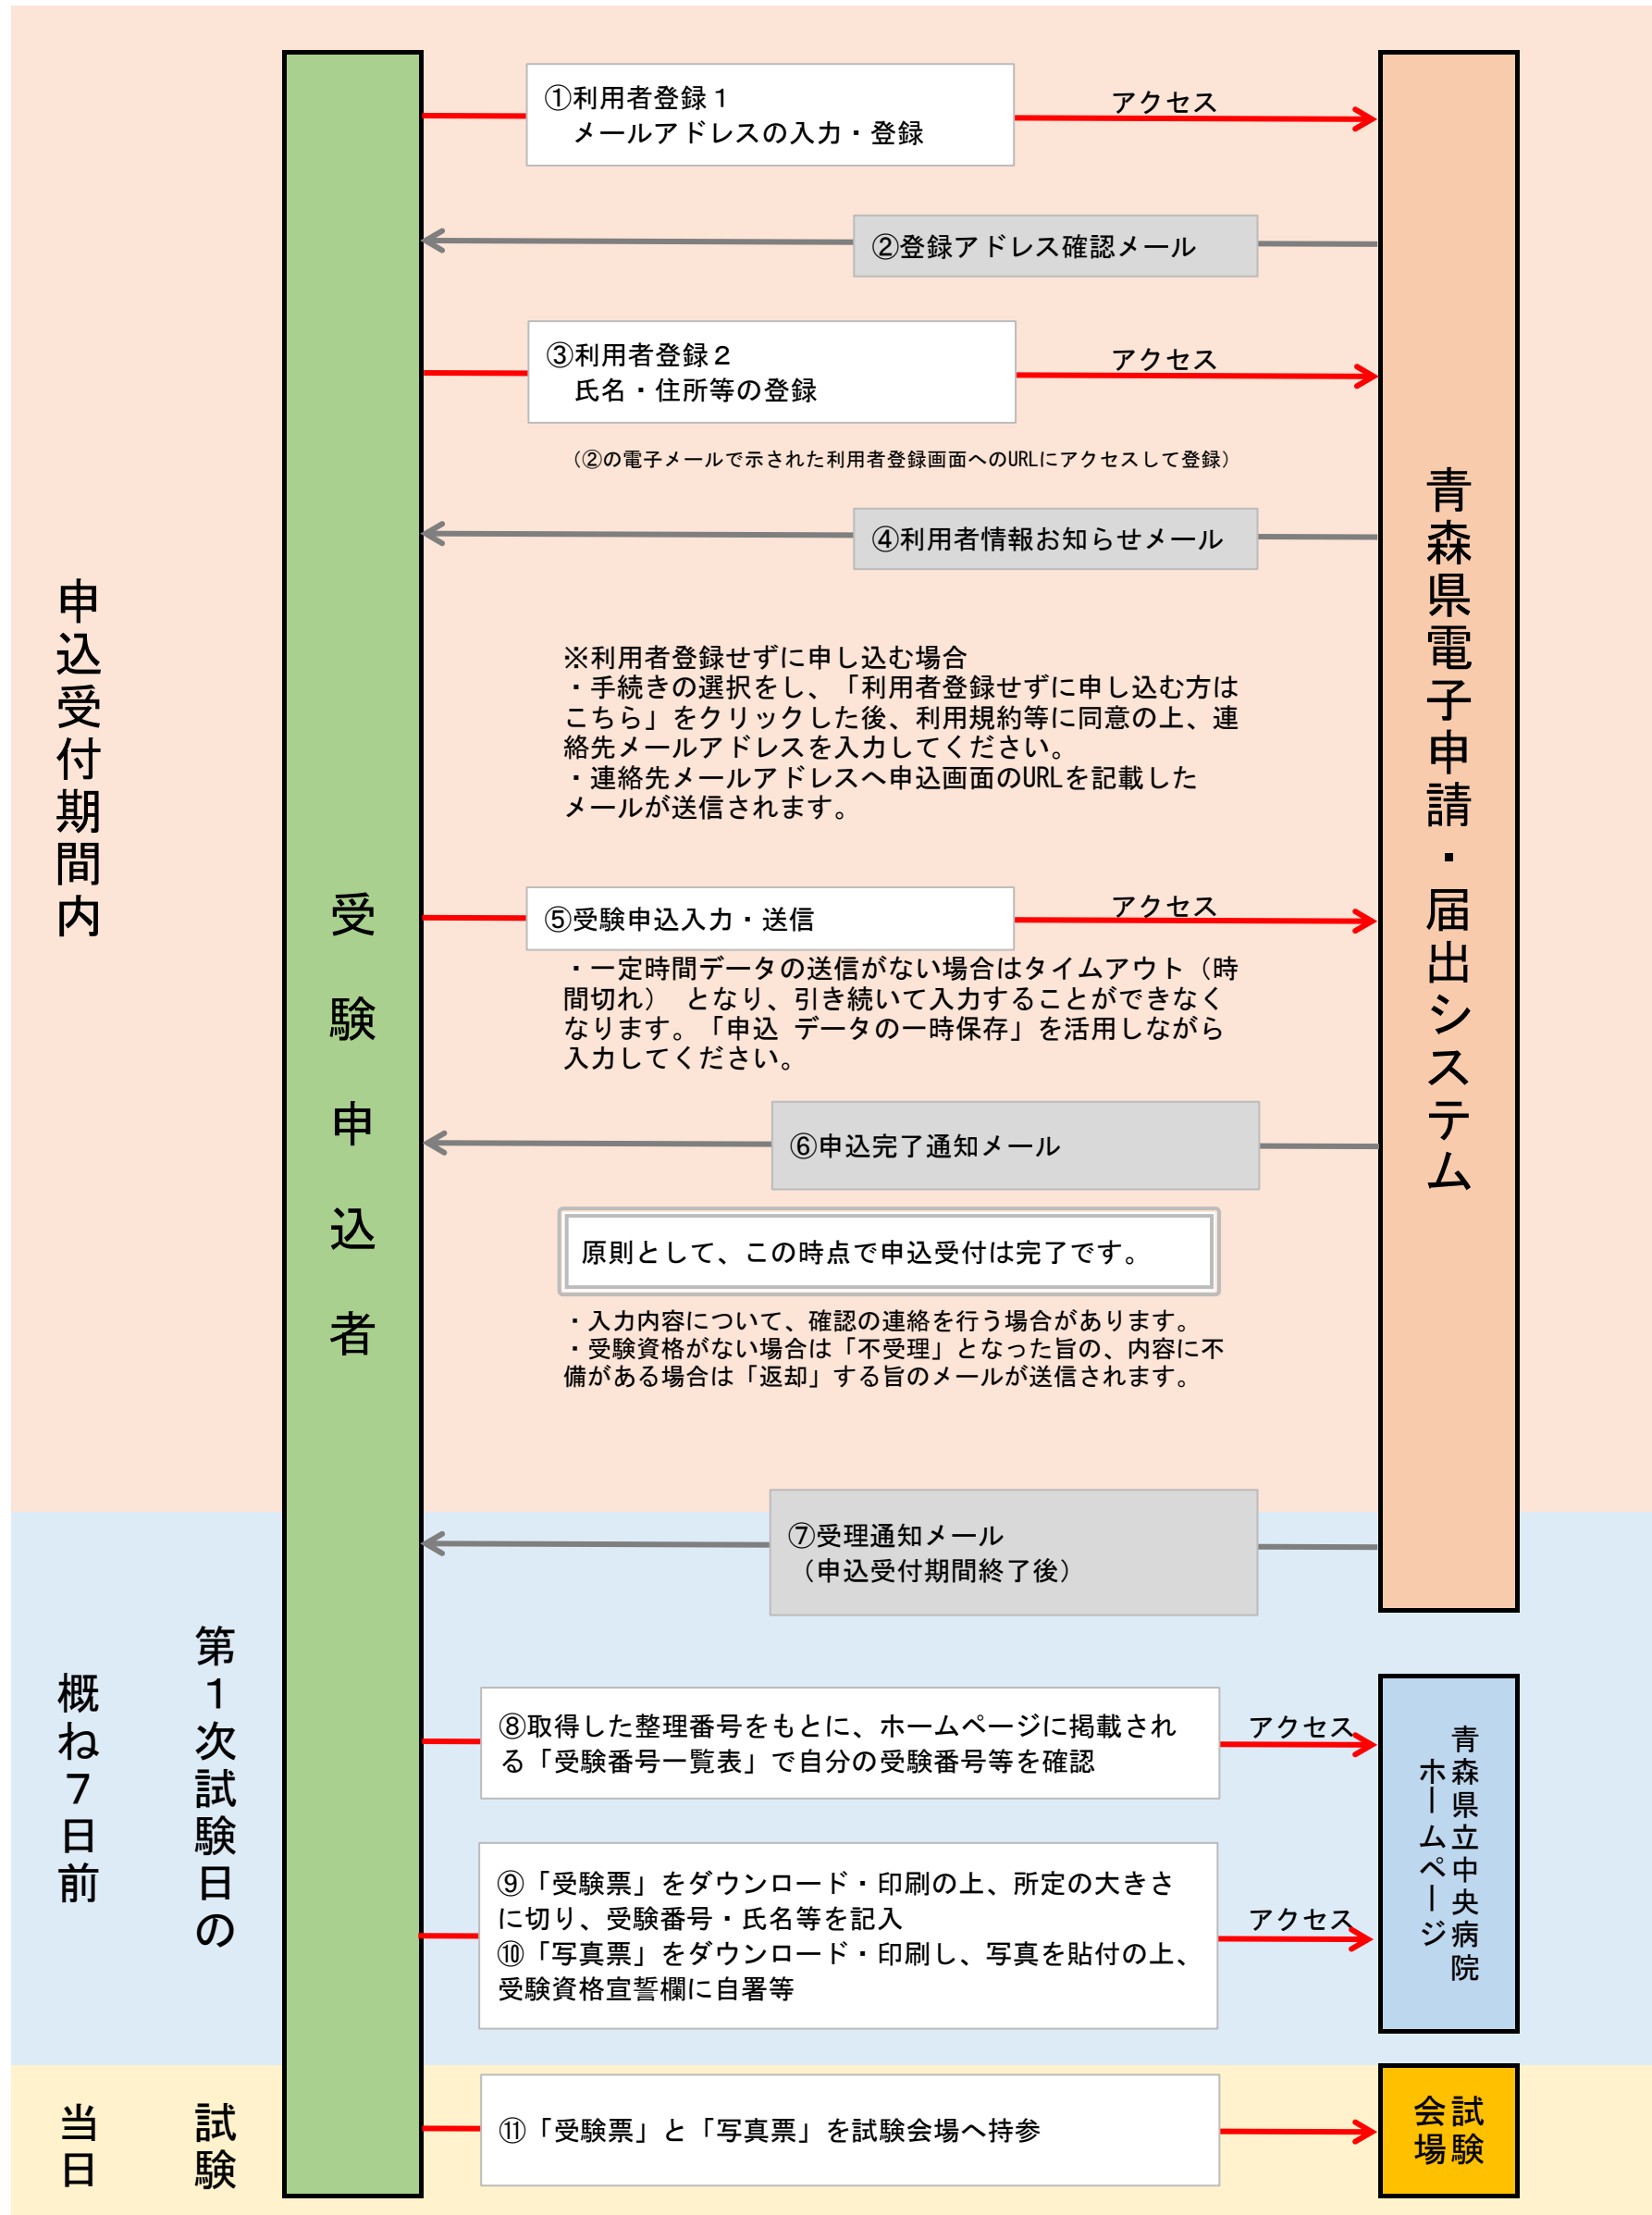 申込受付期間内
第１次試験日の
概ね７日前
試験
当日
受験申込者
青森県電子申請・届出システム
①利用者登録１
メールアドレスの入力・登録
アクセス
②登録アドレス確認メール
③利用者登録２
氏名・住所等の登録
アクセス
（②の電子メールで示された利用者登録画面へのURLにアクセスして登録）
④利用者情報お知らせメール
※利用者登録せずに申し込む場合
・手続きの選択をし、「利用者登録せずに申し込む方は
こちら」をクリックした後、利用規約等に同意の上、連
絡先メールアドレスを入力してください。
・連絡先メールアドレスへ申込画面のURLを記載した
メールが送信されます。
⑤受験申込入力・送信
アクセス
・一定時間データの送信がない場合はタイムアウト（時
間切れ） となり、引き続いて入力することができなく
なります。「申込 データの一時保存」を活用しながら
入力してください。
⑥申込完了通知メール
原則として、この時点で申込受付は完了です。
・入力内容について、確認の連絡を行う場合があります。
・受験資格がない場合は「不受理」となった旨の、内容に不
備がある場合は「返却」する旨のメールが送信されます。
⑦受理通知メール
（申込受付期間終了後）
⑧取得した整理番号をもとに、ホームページに掲載され
る「受験番号一覧表」で自分の受験番号等を確認
アクセス
青森県立中央病院
ホームページ
⑨「受験票」をダウンロード・印刷の上、所定の大きさ
に切り、受験番号・氏名等を記入
⑩「写真票」をダウンロード・印刷し、写真を貼付の上、
受験資格宣誓欄に自署等
アクセス
⑪「受験票」と「写真票」を試験会場へ持参
試験
会場